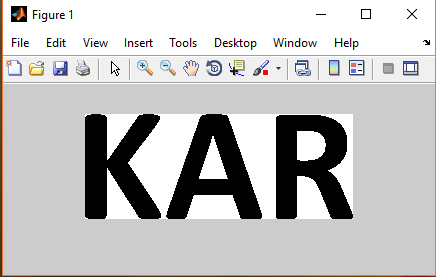 Figure 1
File Edit View Insert Tools Desktop Window Help
KAR